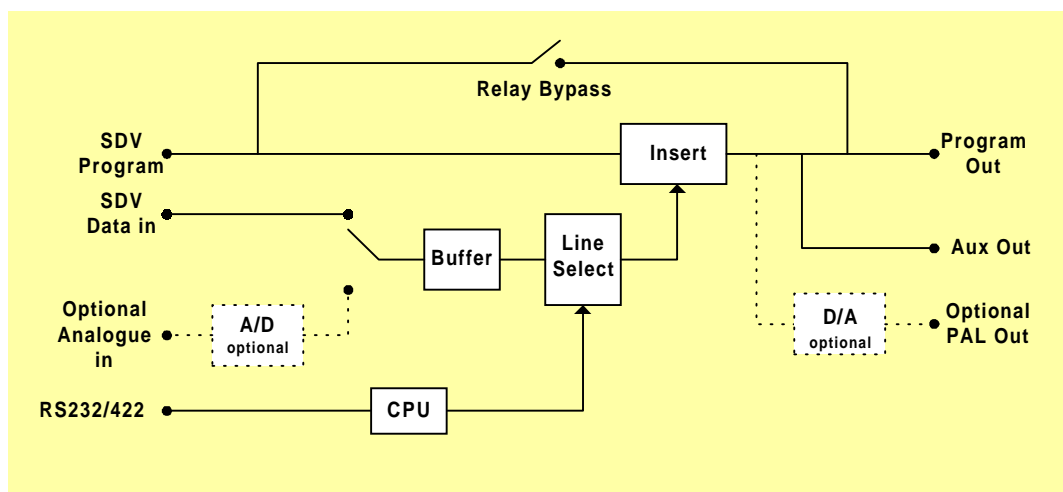 Relay Bypass
SDV
Program
Insert
Program
Out
SDV
Data in
Buffer
Line
Select
Aux Out
Optional
Analogue
in
A/D
optional
D/A
optional
Optional
PAL Out
RS232/422
CPU